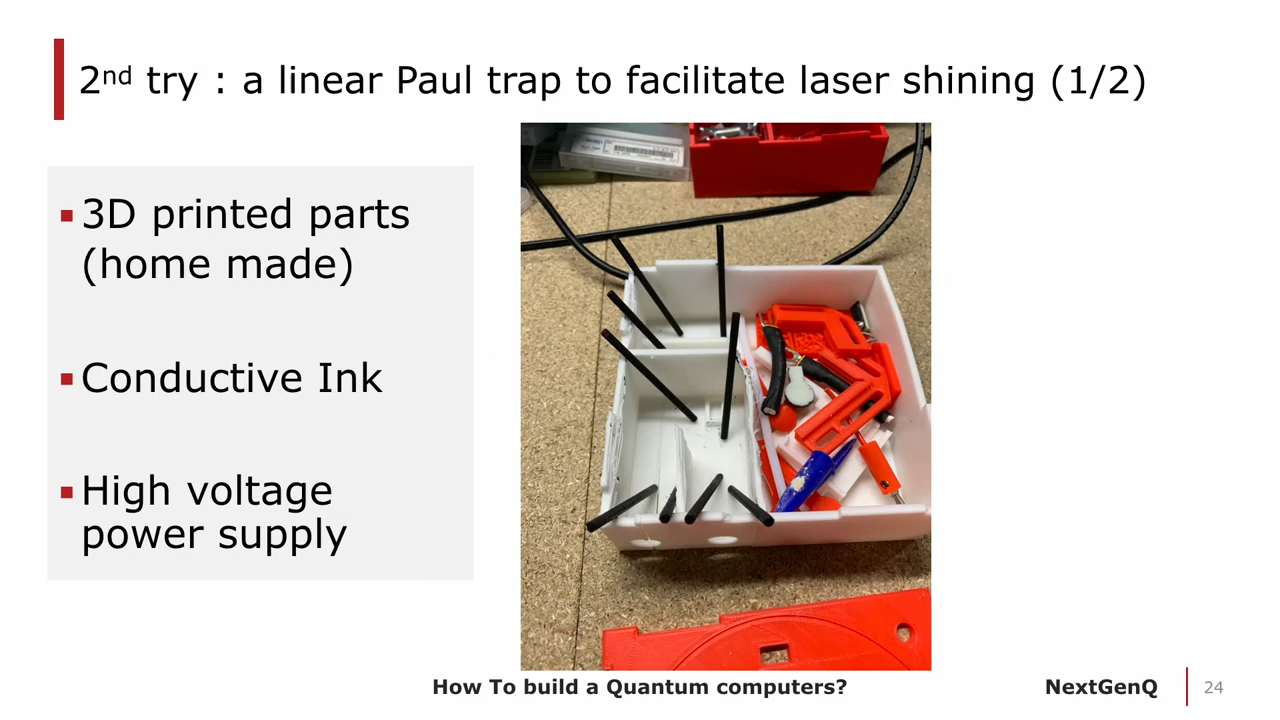 2nd try : a linear Paul trap to facilitate laser shining (1/2)
▪3D printed parts
(home made)
▪Conductive Ink
▪High voltage
power supply
How To build a Quantum computers?
NextGenQ
24